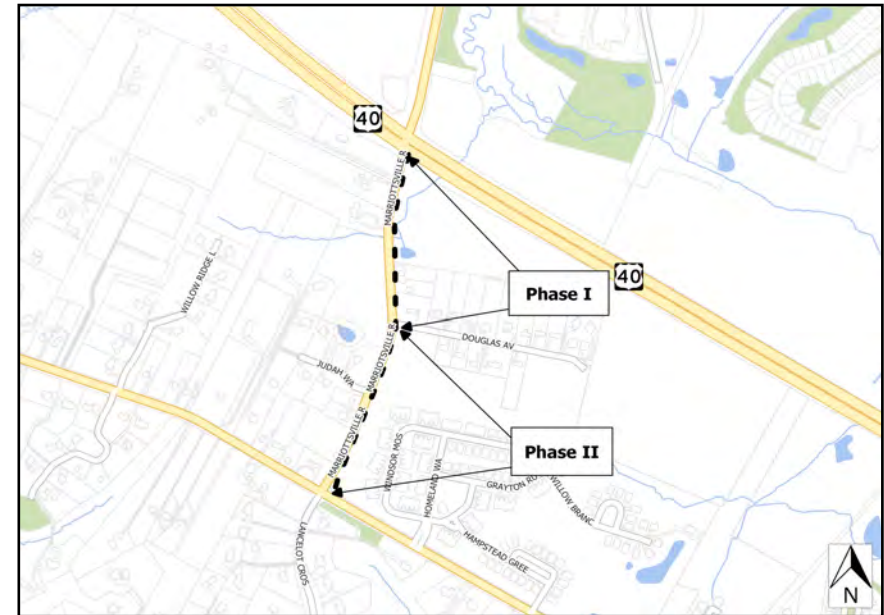 40
MARRIOTTSVILLE R
WILLOW RIDGE L
Phase I
40
MARRIOTTSVILLE R
DOUGLAS AV
JUDAH WA
MARRIOTTSVILLE R
WINDSOR MOS
HOMELAND WA
Phase II
GRAYTON RD
WILLOW BRANC
LANCELOT CROS
HAMPSTEAD GREE
N